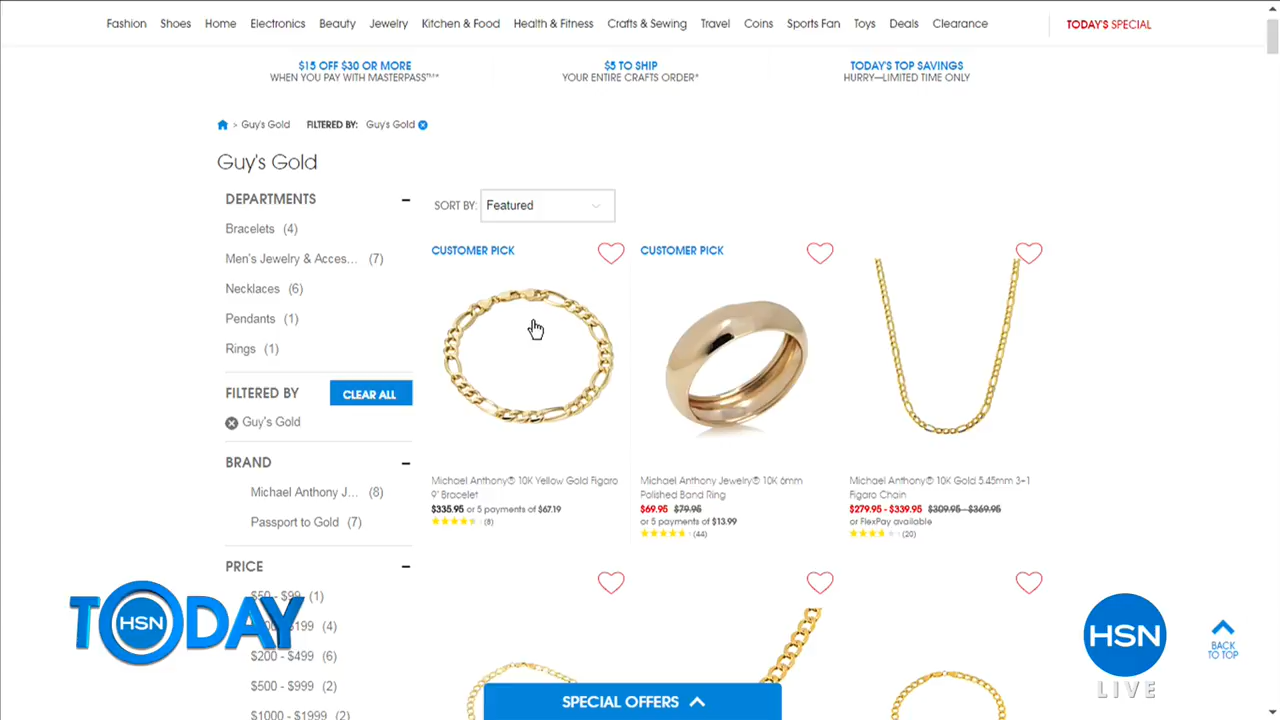 Fashion Shoes Home Electronics Beauty Jewelry Kitchen & Food Health & Fitness Crafts & Sewing Travel Coins Sports Fan Toys Deals Clearance TODAY'S SPECIAL
$15 OFF $30 OR MORE
WHEN YOU PAY WITH MASTERPASS™*
$5 TO SHIP
YOUR ENTIRE CRAFTS ORDER*
TODAY'S TOP SAVINGS
HURRY—LIMITED TIME ONLY
> Guy's Gold FILTERED BY: Guy's Gold
Guy's Gold
DEPARTMENTS
Bracelets (4)
Men's Jewelry & Acces... (7)
Necklaces (6)
Pendants (1)
Rings (1)
FILTERED BY CLEAR ALL
Guy's Gold
BRAND
Michael Anthony J... (8)
Passport to Gold (7)
PRICE
$50 - $99 (1)
$199 (4)
$200 - $499 (6)
$500 - $999 (2)
$1000 - $1999 (2)
SORT BY: Featured
CUSTOMER PICK
Michael Anthony® 10K Yellow Gold Figaro
9" Bracelet
$335.95 or 5 payments of $67.19
(8)
CUSTOMER PICK
Michael Anthony Jewelry® 10K 6mm
Polished Band Ring
$69.95 $79.95
or 5 payments of $13.99
(44)
Michael Anthony® 10K Gold 5.45mm 3+1
Figaro Chain
$279.95 - $339.95 $309.95 - $369.95
or FlexPay available
(20)
SPECIAL OFFERS
TODAY
HSN
HSN
LIVE
BACK
TO TOP